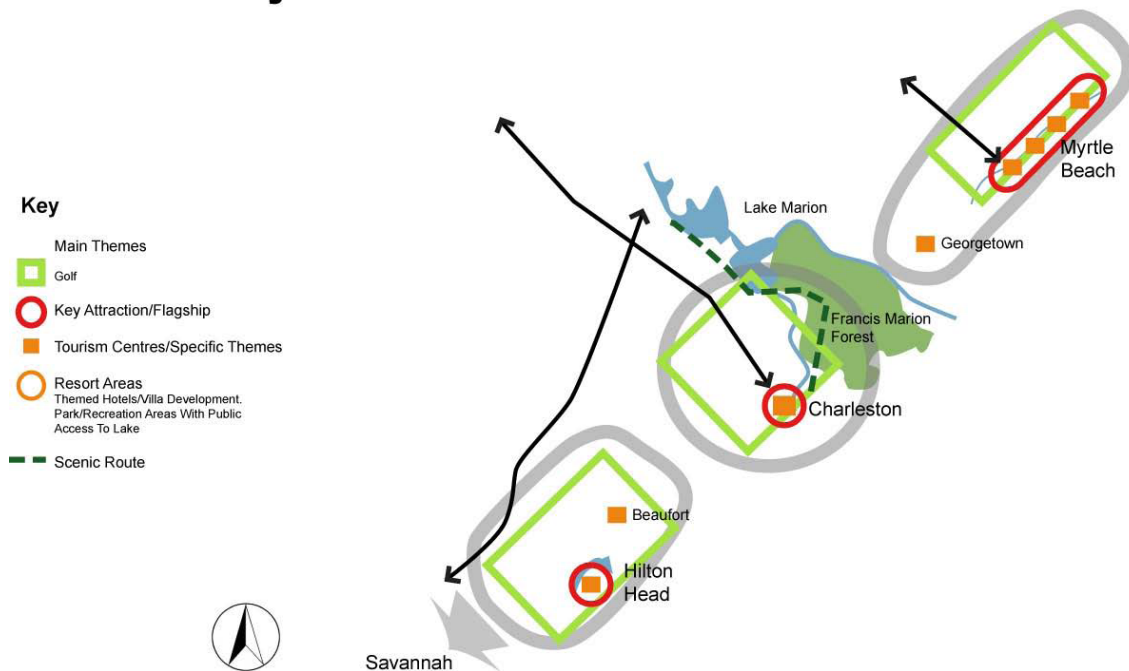 Key
Main Themes
Golf
Key Attraction/Flagship
Tourism Centres/Specific Themes
Resort Areas
Themed Hotels/Villa Development.
Park/Recreation Areas With Public
Access To Lake
Scenic Route
Lake Marion
Myrtle
Beach
Georgetown
Francis Marion
Forest
Charleston
Beaufort
Hilton
Head
Savannah